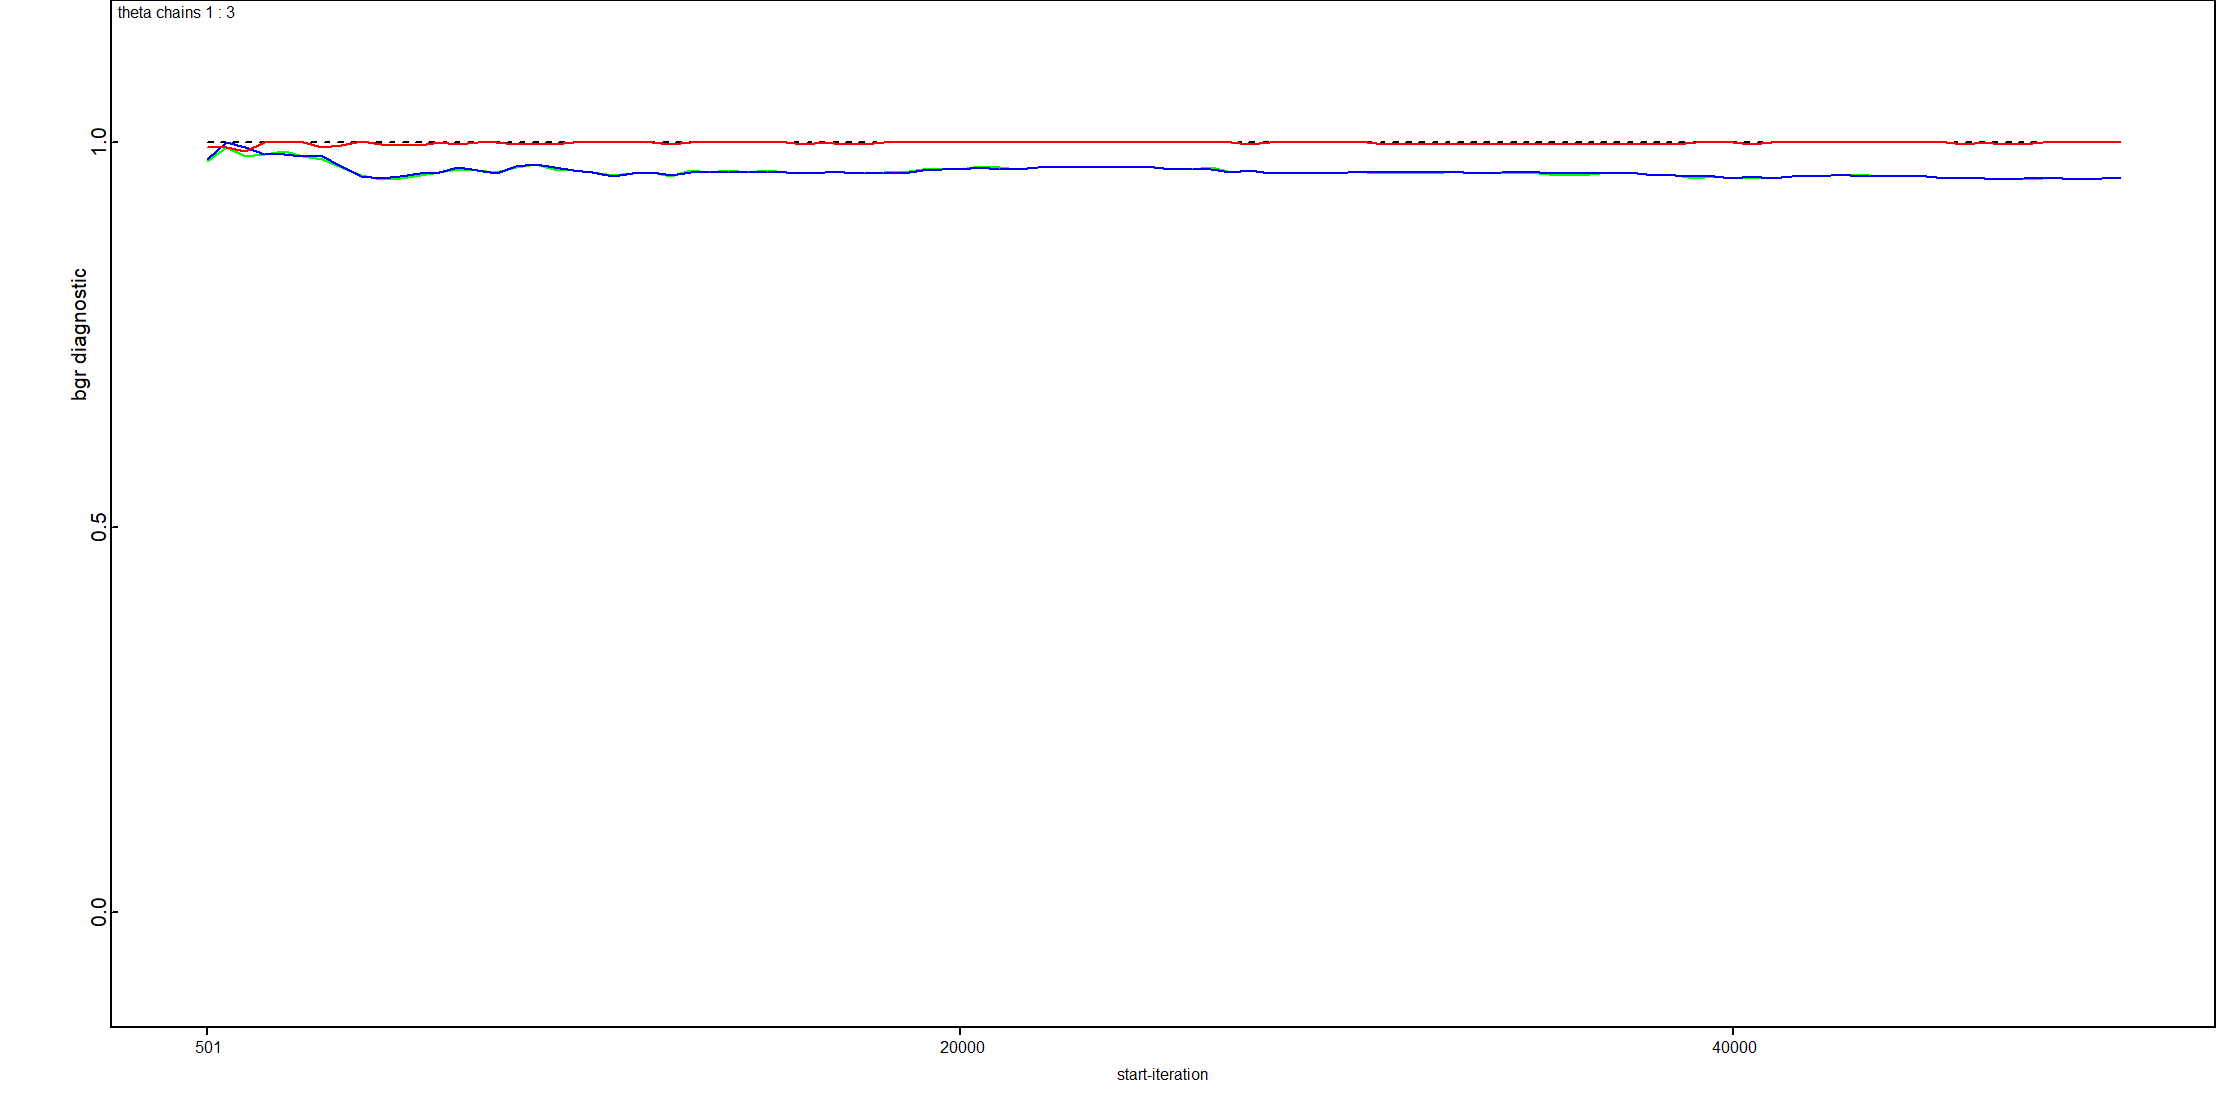 theta chains 1 : 3
1.0
0.5
0.0
bgr diagnostic
501
20000
40000
start-iteration